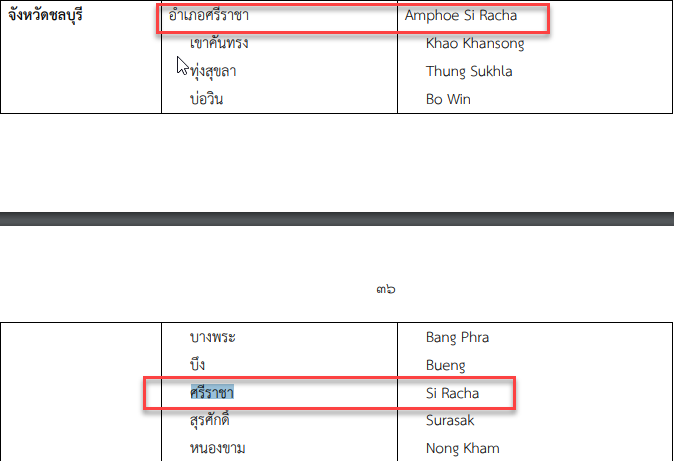 จังหวัดชลบุรี อำเภอศรีราชา Amphoe Si Racha
เขาคันทรง Khao Khansong
ทุ่งสุขลา Thung Sukhla
บ่อวิน Bo Win
๓๖
บางพระ Bang Phra
บึง Bueng
ศรีราชา Si Racha
สุรศักดิ์ Surasak
หนองขาม Nong Kham